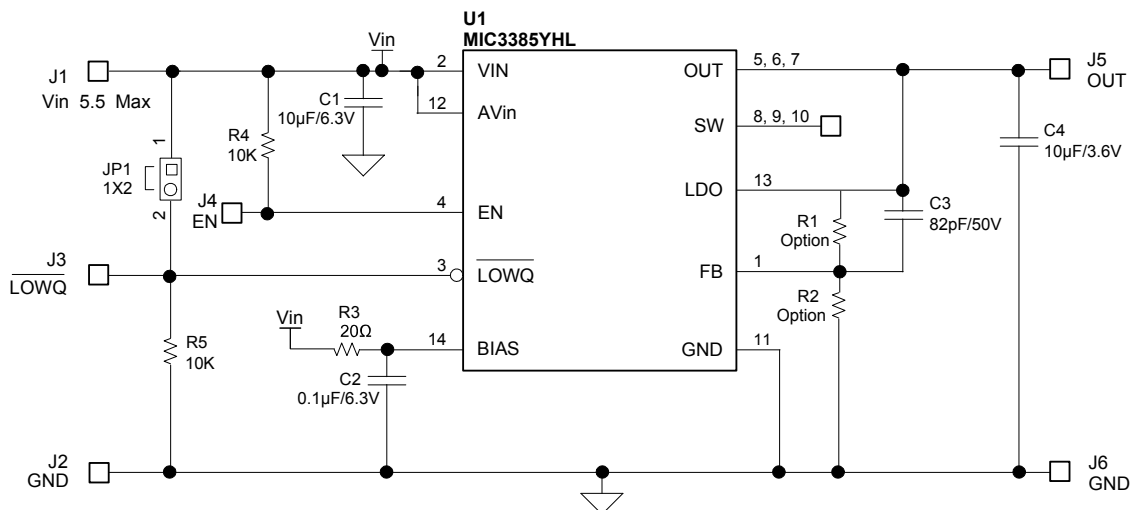 U1
MIC3385YHL
Vin
J1
Vin 5.5 Max
2
VIN
OUT
5, 6, 7
J5
OUT
12
AVin
C1
10µF/6.3V
SW
8, 9, 10
1
JP1
1X2
2
R4
10K
C4
10µF/3.6V
J4
EN
4
EN
LDO
13
R1
Option
C3
82pF/50V
J3
LOWQ
3
LOWQ
FB
1
R2
Option
Vin
R3
20Ω
14
BIAS
GND
11
R5
10K
C2
0.1µF/6.3V
J2
GND
J6
GND